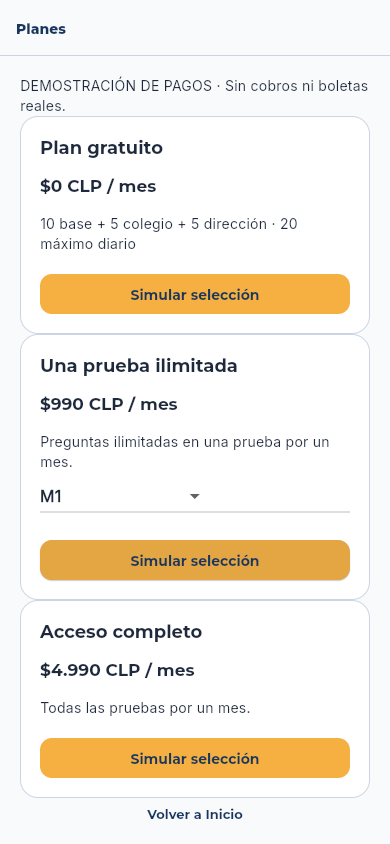 Planes
DEMOSTRACIÓN DE PAGOS · Sin cobros ni boletas
reales.
Plan gratuito
$0 CLP / mes
10 base + 5 colegio + 5 dirección · 20
máximo diario
Simular selección
Una prueba ilimitada
$990 CLP / mes
Preguntas ilimitadas en una prueba por un
mes.
M1
Simular selección
Acceso completo
$4.990 CLP / mes
Todas las pruebas por un mes.
Simular selección
Volver a Inicio